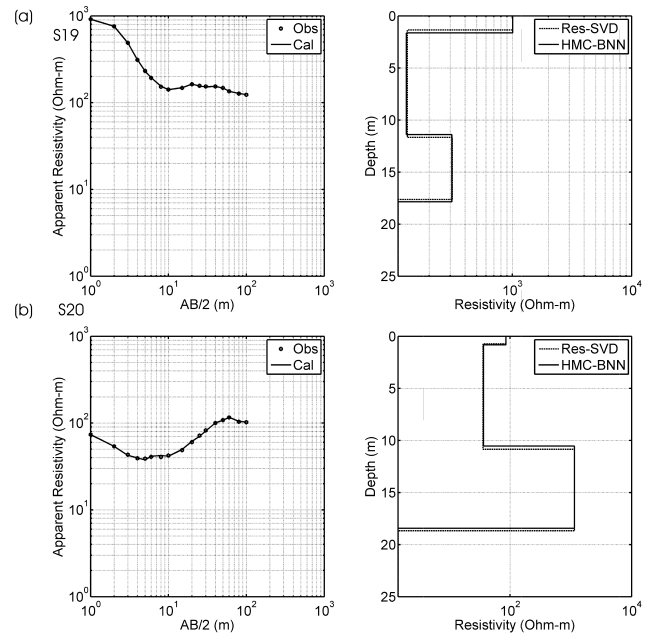 (a)
S19
Apparent Resistivity (Ohm-m)
10^3
10^2
10^1
10^0
Obs
Cal
10^0 10^1 10^2 10^3
AB/2 (m)
Depth (m)
0
5
10
15
20
25
Res-SVD
HMC-BNN
10^3 10^4
Resistivity (Ohm-m)
(b) S20
Apparent Resistivity (Ohm-m)
10^3
10^2
10^1
10^0
Obs
Cal
10^0 10^1 10^2 10^3
AB/2 (m)
Depth (m)
0
5
10
15
20
25
Res-SVD
HMC-BNN
10^2 10^4
Resistivity (Ohm-m)